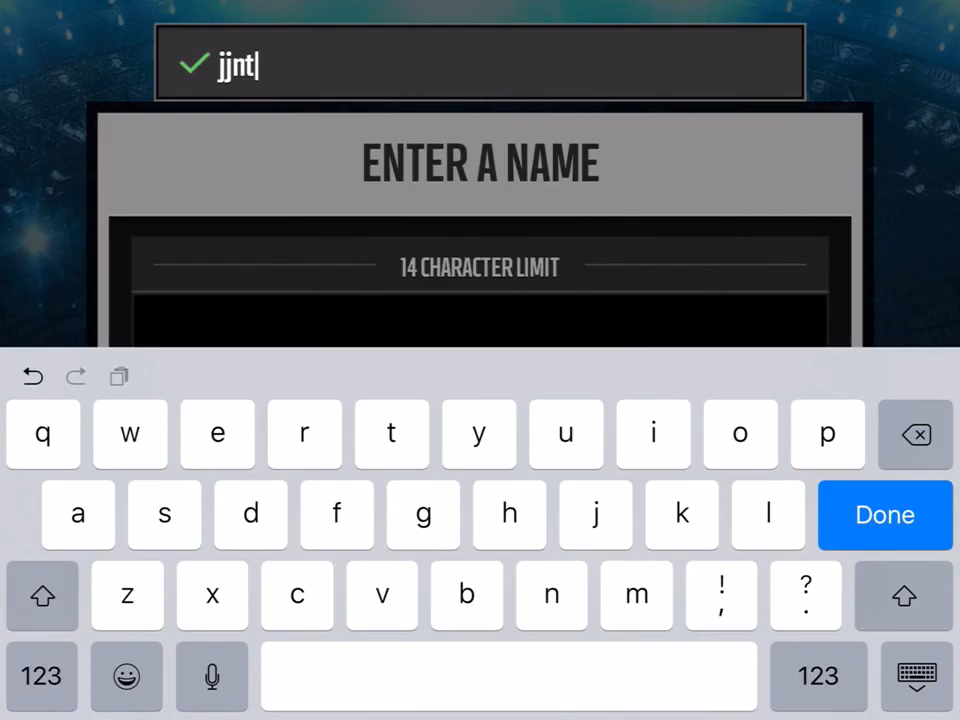 jjnt
ENTER A NAME
14 CHARACTER LIMIT
q w e r t y u i o p
a s d f g h j k l Done
z x c v b n m ! , ? .
123 123